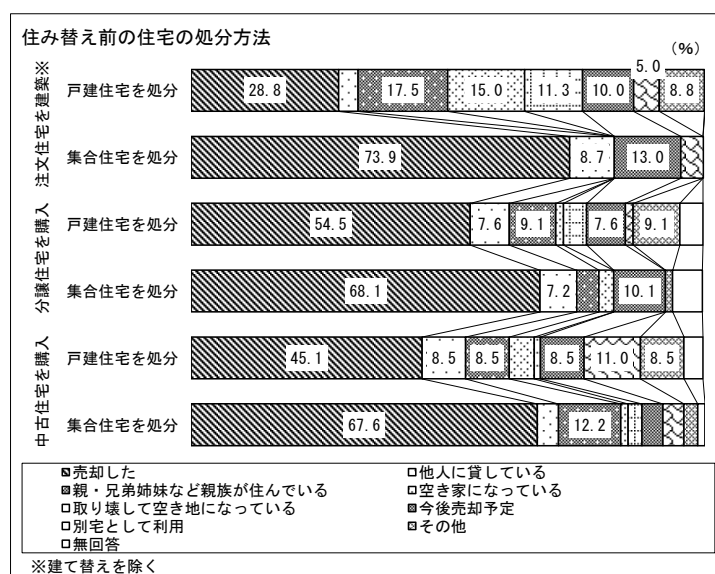 住み替え前の住宅の処分方法
(%)
注文住宅を建築※
戸建住宅を処分
28.8 17.5 15.0 11.3 10.0 5.0 8.8
集合住宅を処分
73.9 8.7 13.0
分譲住宅を購入
戸建住宅を処分
54.5 7.6 9.1 7.6 9.1
集合住宅を処分
68.1 7.2 10.1
中古住宅を購入
戸建住宅を処分
45.1 8.5 8.5 8.5 11.0 8.5
集合住宅を処分
67.6 12.2
売却した 他人に貸している
親・兄弟姉妹など親族が住んでいる 空き家になっている
取り壊して空き地になっている 今後売却予定
別宅として利用 その他
無回答
※建て替えを除く